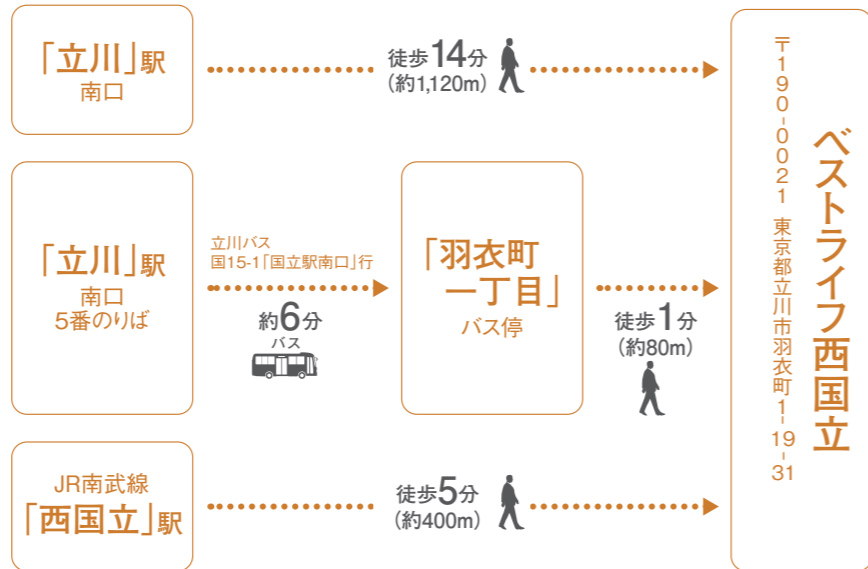 「立川」駅
南口
徒歩14分
(約1,120m)
「立川」駅
南口
5番のりば
立川バス
国15-1「国立駅南口」行
約6分
バス
「羽衣町
一丁目」
バス停
徒歩1分
(約80m)
JR南武線
「西国立」駅
徒歩5分
(約400m)
ベストライフ西国立
〒190-0021 東京都立川市羽衣町1-19-31